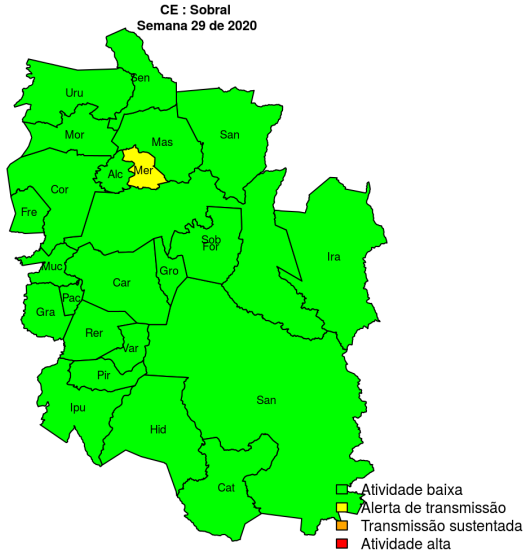 CE : Sobral
Semana 29 de 2020
Sen
Uru
Mor
Mas
San
Alc
Mer
Cor
Fre
Sob
For
Ira
Muc
Gro
Car
Pac
Gra
Rer
Var
Pir
San
Ipu
Hid
Cat
Atividade baixa
Alerta de transmissão
Transmissão sustentada
Atividade alta